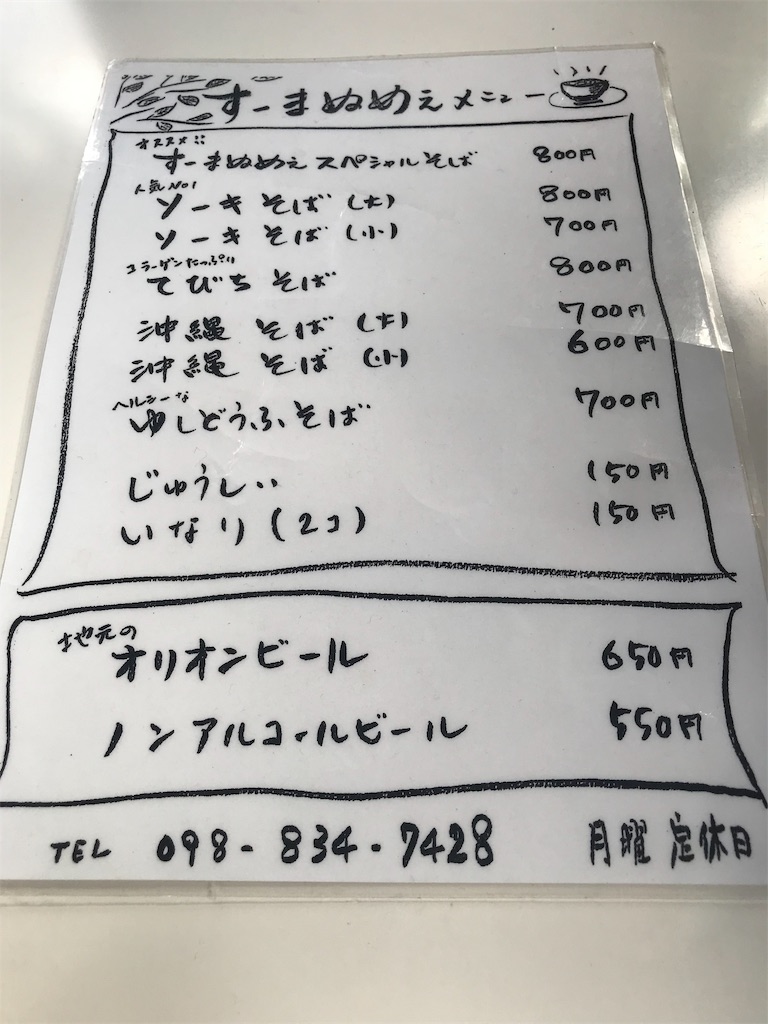 すーまぬめぇメニュー
オススメ!!
すーまぬめぇスペシャルそば 800円
人気NO1
ソーキそば(大) 800円
ソーキそば(小) 700円
コラーゲンたっぷり
てびちそば 800円
沖縄そば(大) 700円
沖縄そば(小) 600円
ヘルシーな
ゆしどうふそば 700円
じゅうしぃ 150円
いなり(2コ) 150円
地元の
オリオンビール 650円
ノンアルコールビール 550円
TEL 098-834-7428 月曜定休日